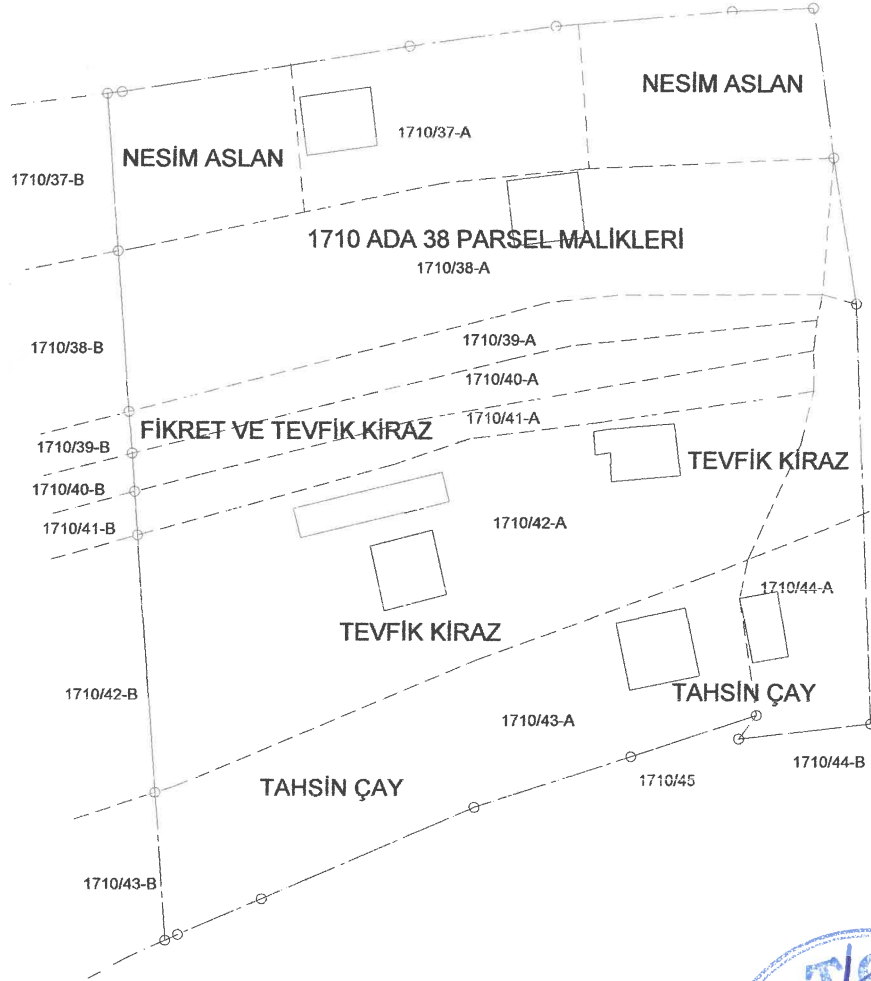 NESİM ASLAN
1710/37-A
NESİM ASLAN
1710/37-B
1710 ADA 38 PARSEL MALİKLERİ
1710/38-A
1710/38-B
1710/39-A
1710/40-A
1710/41-A
FİKRET VE TEVFİK KİRAZ
1710/39-B
TEVFİK KİRAZ
1710/40-B
1710/42-A
1710/41-B
1710/44-A
TEVFİK KİRAZ
1710/42-B
TAHSİN ÇAY
1710/43-A
1710/44-B
1710/45
TAHSİN ÇAY
1710/43-B